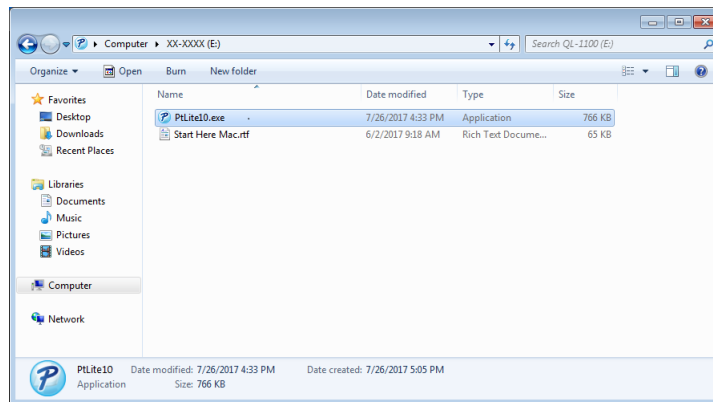 Computer XX-XXXX (E:) Search QL-1100 (E:)
Organize Open Burn New folder
Favorites
Desktop
Downloads
Recent Places
Libraries
Documents
Music
Pictures
Videos
Computer
Network
Name Date modified Type Size
PtLite10.exe 7/26/2017 4:33 PM Application 766 KB
Start Here Mac.rtf 6/2/2017 9:18 AM Rich Text Docume... 65 KB
PtLite10 Date modified: 7/26/2017 4:33 PM Date created: 7/26/2017 5:05 PM
Application Size: 766 KB